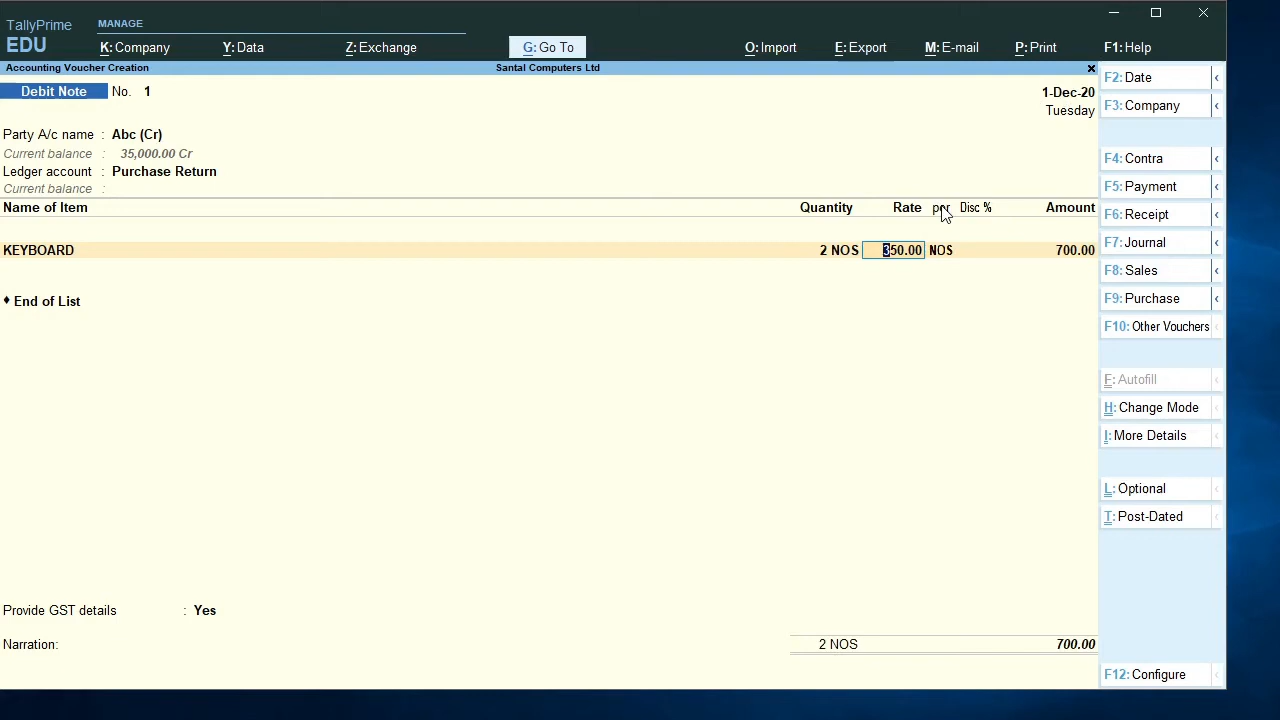 TallyPrime MANAGE
EDU
K: Company Y: Data Z: Exchange G: Go To O: Import E: Export M: E-mail P: Print F1: Help
Accounting Voucher Creation Santal Computers Ltd
Debit Note No. 1 1-Dec-20
Tuesday
Party A/c name : Abc (Cr)
Current balance : 35,000.00 Cr
Ledger account : Purchase Return
Current balance :
Name of Item Quantity Rate per Disc % Amount
KEYBOARD 2 NOS 350.00 NOS 700.00
♦ End of List
Provide GST details : Yes
Narration: 2 NOS 700.00
F2: Date
F3: Company
F4: Contra
F5: Payment
F6: Receipt
F7: Journal
F8: Sales
F9: Purchase
F10: Other Vouchers
F: Autofill
H: Change Mode
I: More Details
L: Optional
T: Post-Dated
F12: Configure